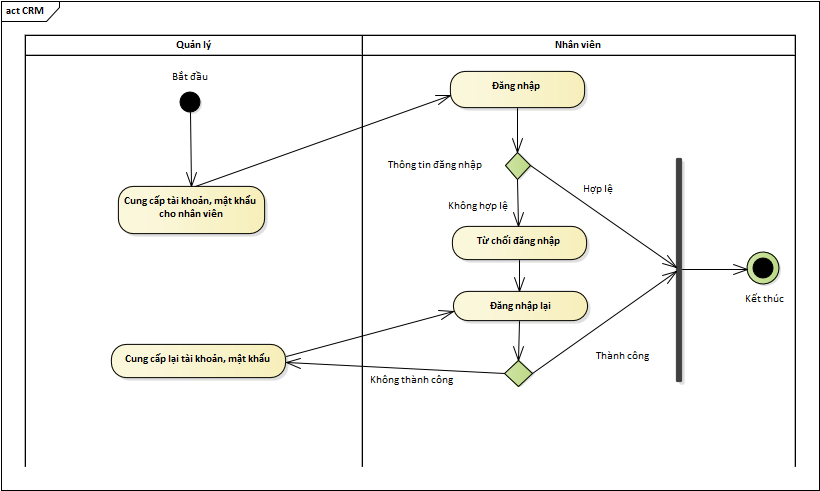 act CRM
Quản lý
Nhân viên
Bắt đầu
Đăng nhập
Thông tin đăng nhập
Hợp lệ
Cung cấp tài khoản, mật khẩu
cho nhân viên
Không hợp lệ
Từ chối đăng nhập
Kết thúc
Đăng nhập lại
Cung cấp lại tài khoản, mật khẩu
Thành công
Không thành công